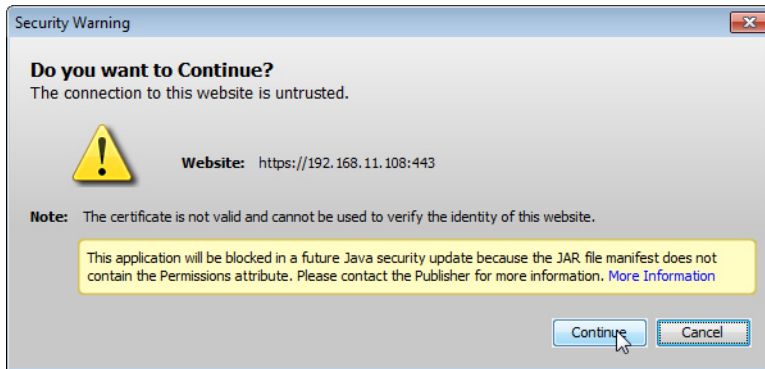 Security Warning
Do you want to Continue?
The connection to this website is untrusted.
Website: https://192.168.11.108:443
Note: The certificate is not valid and cannot be used to verify the identity of this website.
This application will be blocked in a future Java security update because the JAR file manifest does not
contain the Permissions attribute. Please contact the Publisher for more information. More Information
Continue Cancel